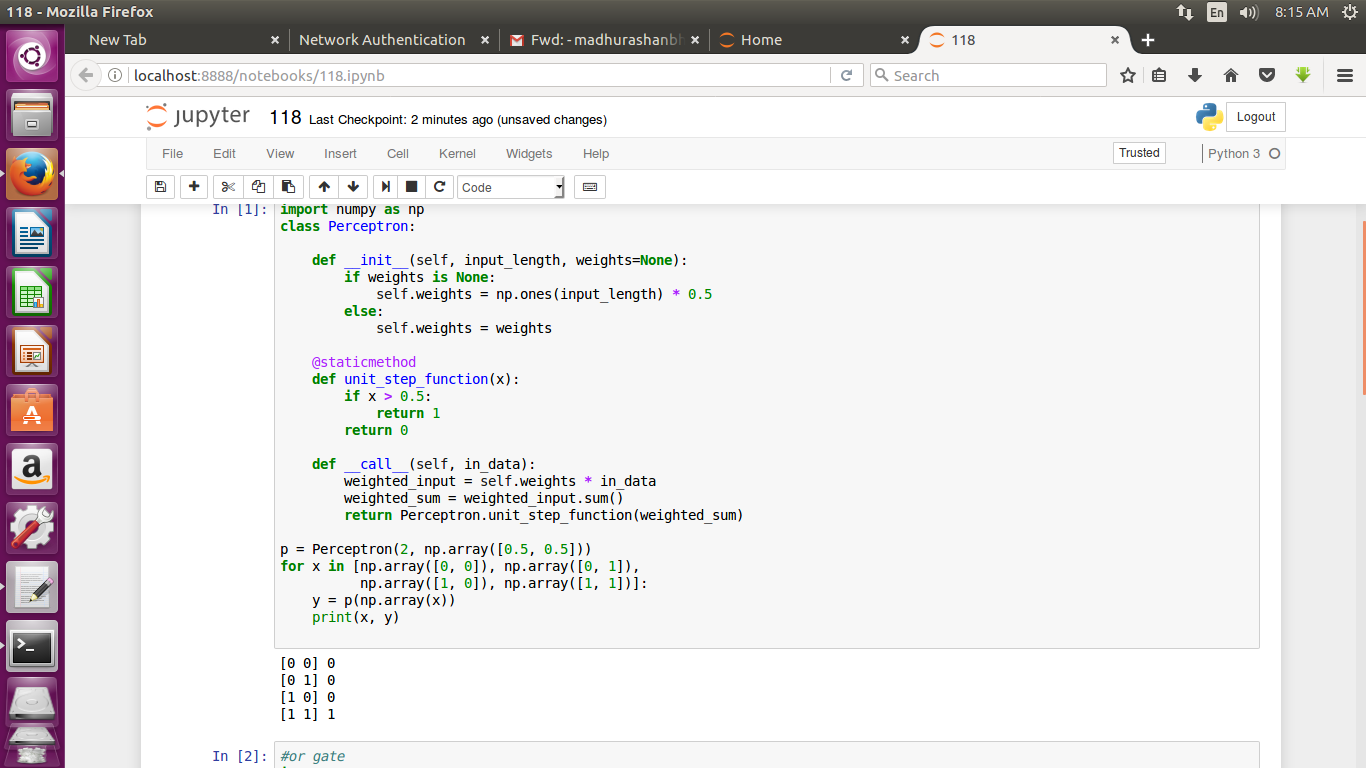 118 - Mozilla Firefox
En
8:15 AM
New Tab
Network Authentication
Fwd: - madhurashanbh
Home
118
localhost:8888/notebooks/118.ipynb
Search
jupyter
118 Last Checkpoint: 2 minutes ago (unsaved changes)
Logout
File Edit View Insert Cell Kernel Widgets Help
Trusted
Python 3
Code
In [1]:
import numpy as np
class Perceptron:
    def __init__(self, input_length, weights=None):
        if weights is None:
            self.weights = np.ones(input_length) * 0.5
        else:
            self.weights = weights
    @staticmethod
    def unit_step_function(x):
        if x > 0.5:
            return 1
        return 0
    def __call__(self, in_data):
        weighted_input = self.weights * in_data
        weighted_sum = weighted_input.sum()
        return Perceptron.unit_step_function(weighted_sum)
p = Perceptron(2, np.array([0.5, 0.5]))
for x in [np.array([0, 0]), np.array([0, 1]),
          np.array([1, 0]), np.array([1, 1])]:
    y = p(np.array(x))
    print(x, y)
[0 0] 0
[0 1] 0
[1 0] 0
[1 1] 1
In [2]:
#or gate